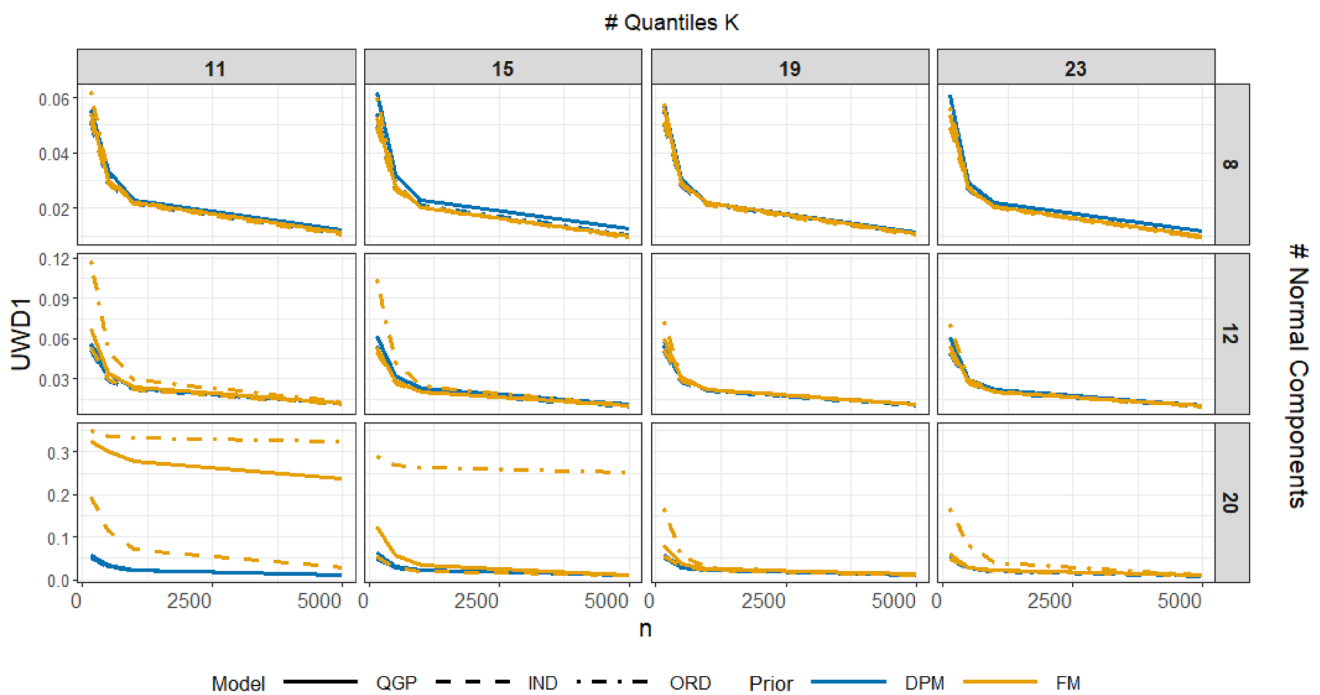 # Quantiles K
11 15 19 23
0.06
0.04
0.02
8
0.12
0.09
0.06
0.03
12
0.3
0.2
0.1
0.0
20
UWD1
# Normal Components
0 2500 5000 0 2500 5000 0 2500 5000 0 2500 5000
n
Model QGP IND ORD Prior DPM FM